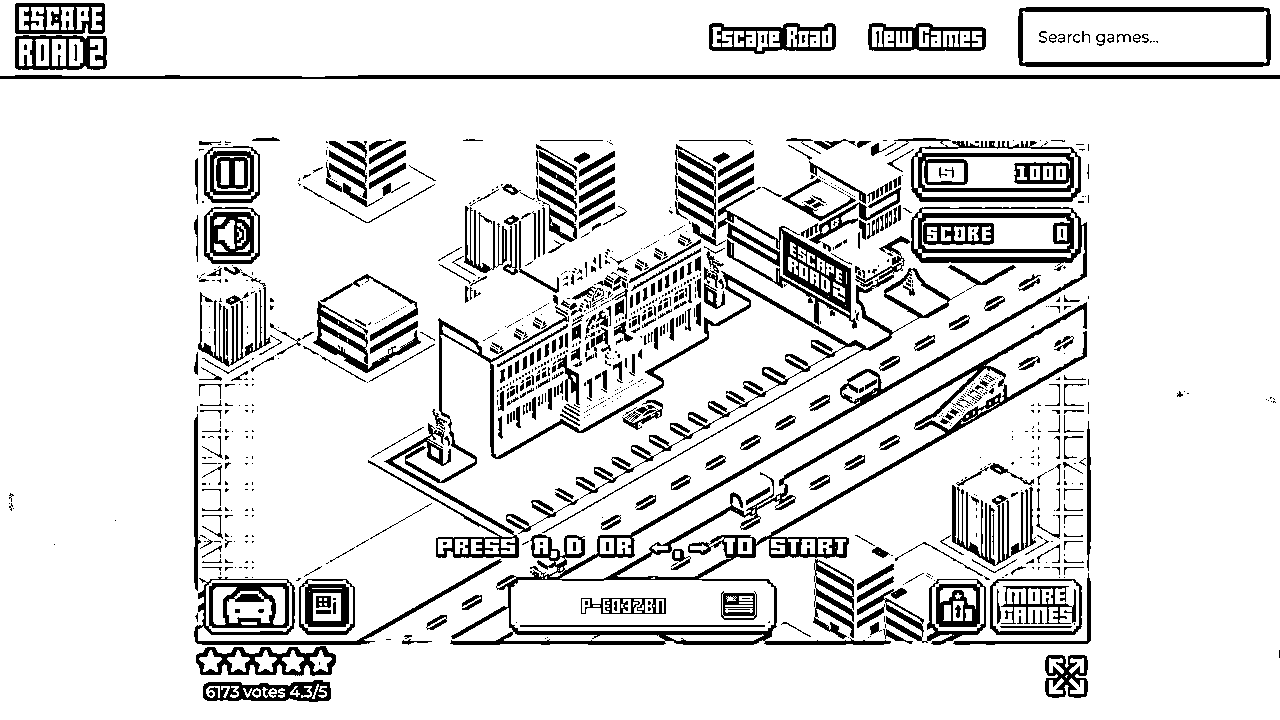 ESCAPE
ROAD 2
Escape Road
New Games
Search games...
1000
SCORE 0
BANK
ESCAPE
ROAD 2
PRESS A,D OR ←,→ TO START
MORE
GAMES
6173 votes 4.3/5